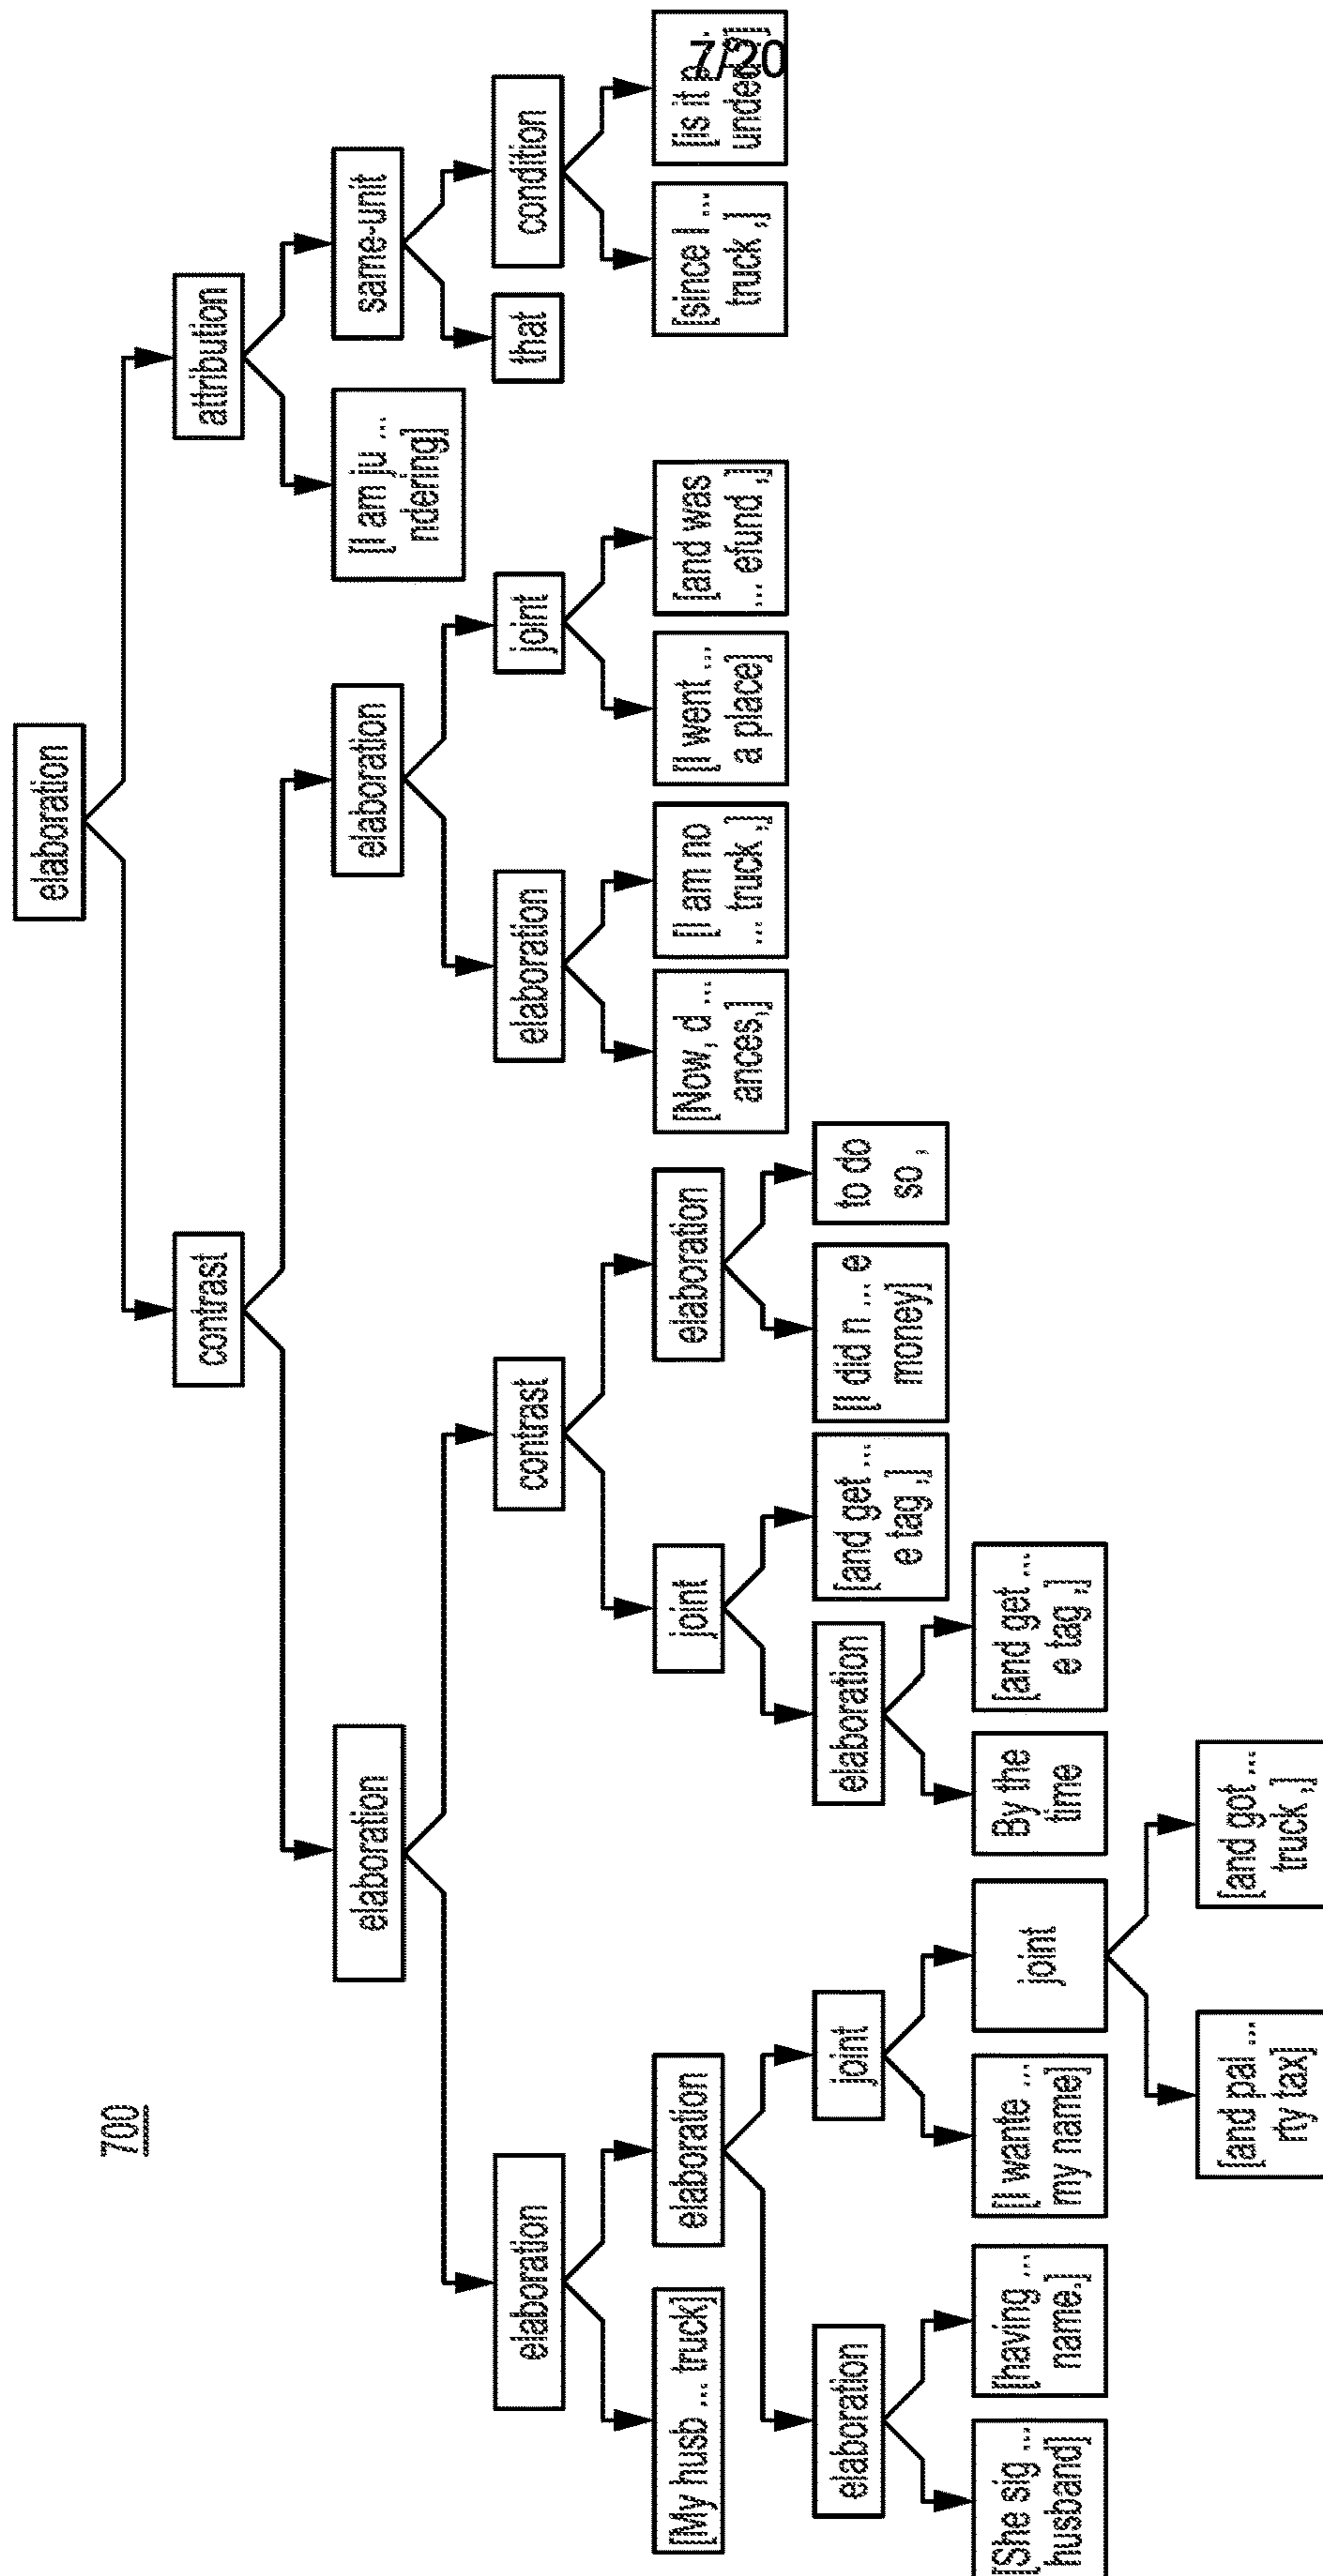 7/20
elaboration
700
contrast
attribution
elaboration
elaboration
[I am ju ...
ndering]
same-unit
elaboration
contrast
elaboration
joint
that
condition
[My husb ... truck]
elaboration
joint
elaboration
[Now, d ...
ances,]
[I am no
... truck ,]
[I went ...
a place]
[and was
... efund ,]
[since I ...
truck ,]
[is it
elaboration
joint
elaboration
[and get ...
e tag ,]
[I did n ... e
money]
to do
so ,
[She sig ...
husband]
[having ...
name.]
[I wante ...
my name]
joint
By the
time
[and get ...
e tag ,]
[and pal ...
rty tax]
[and got ...
truck ,]